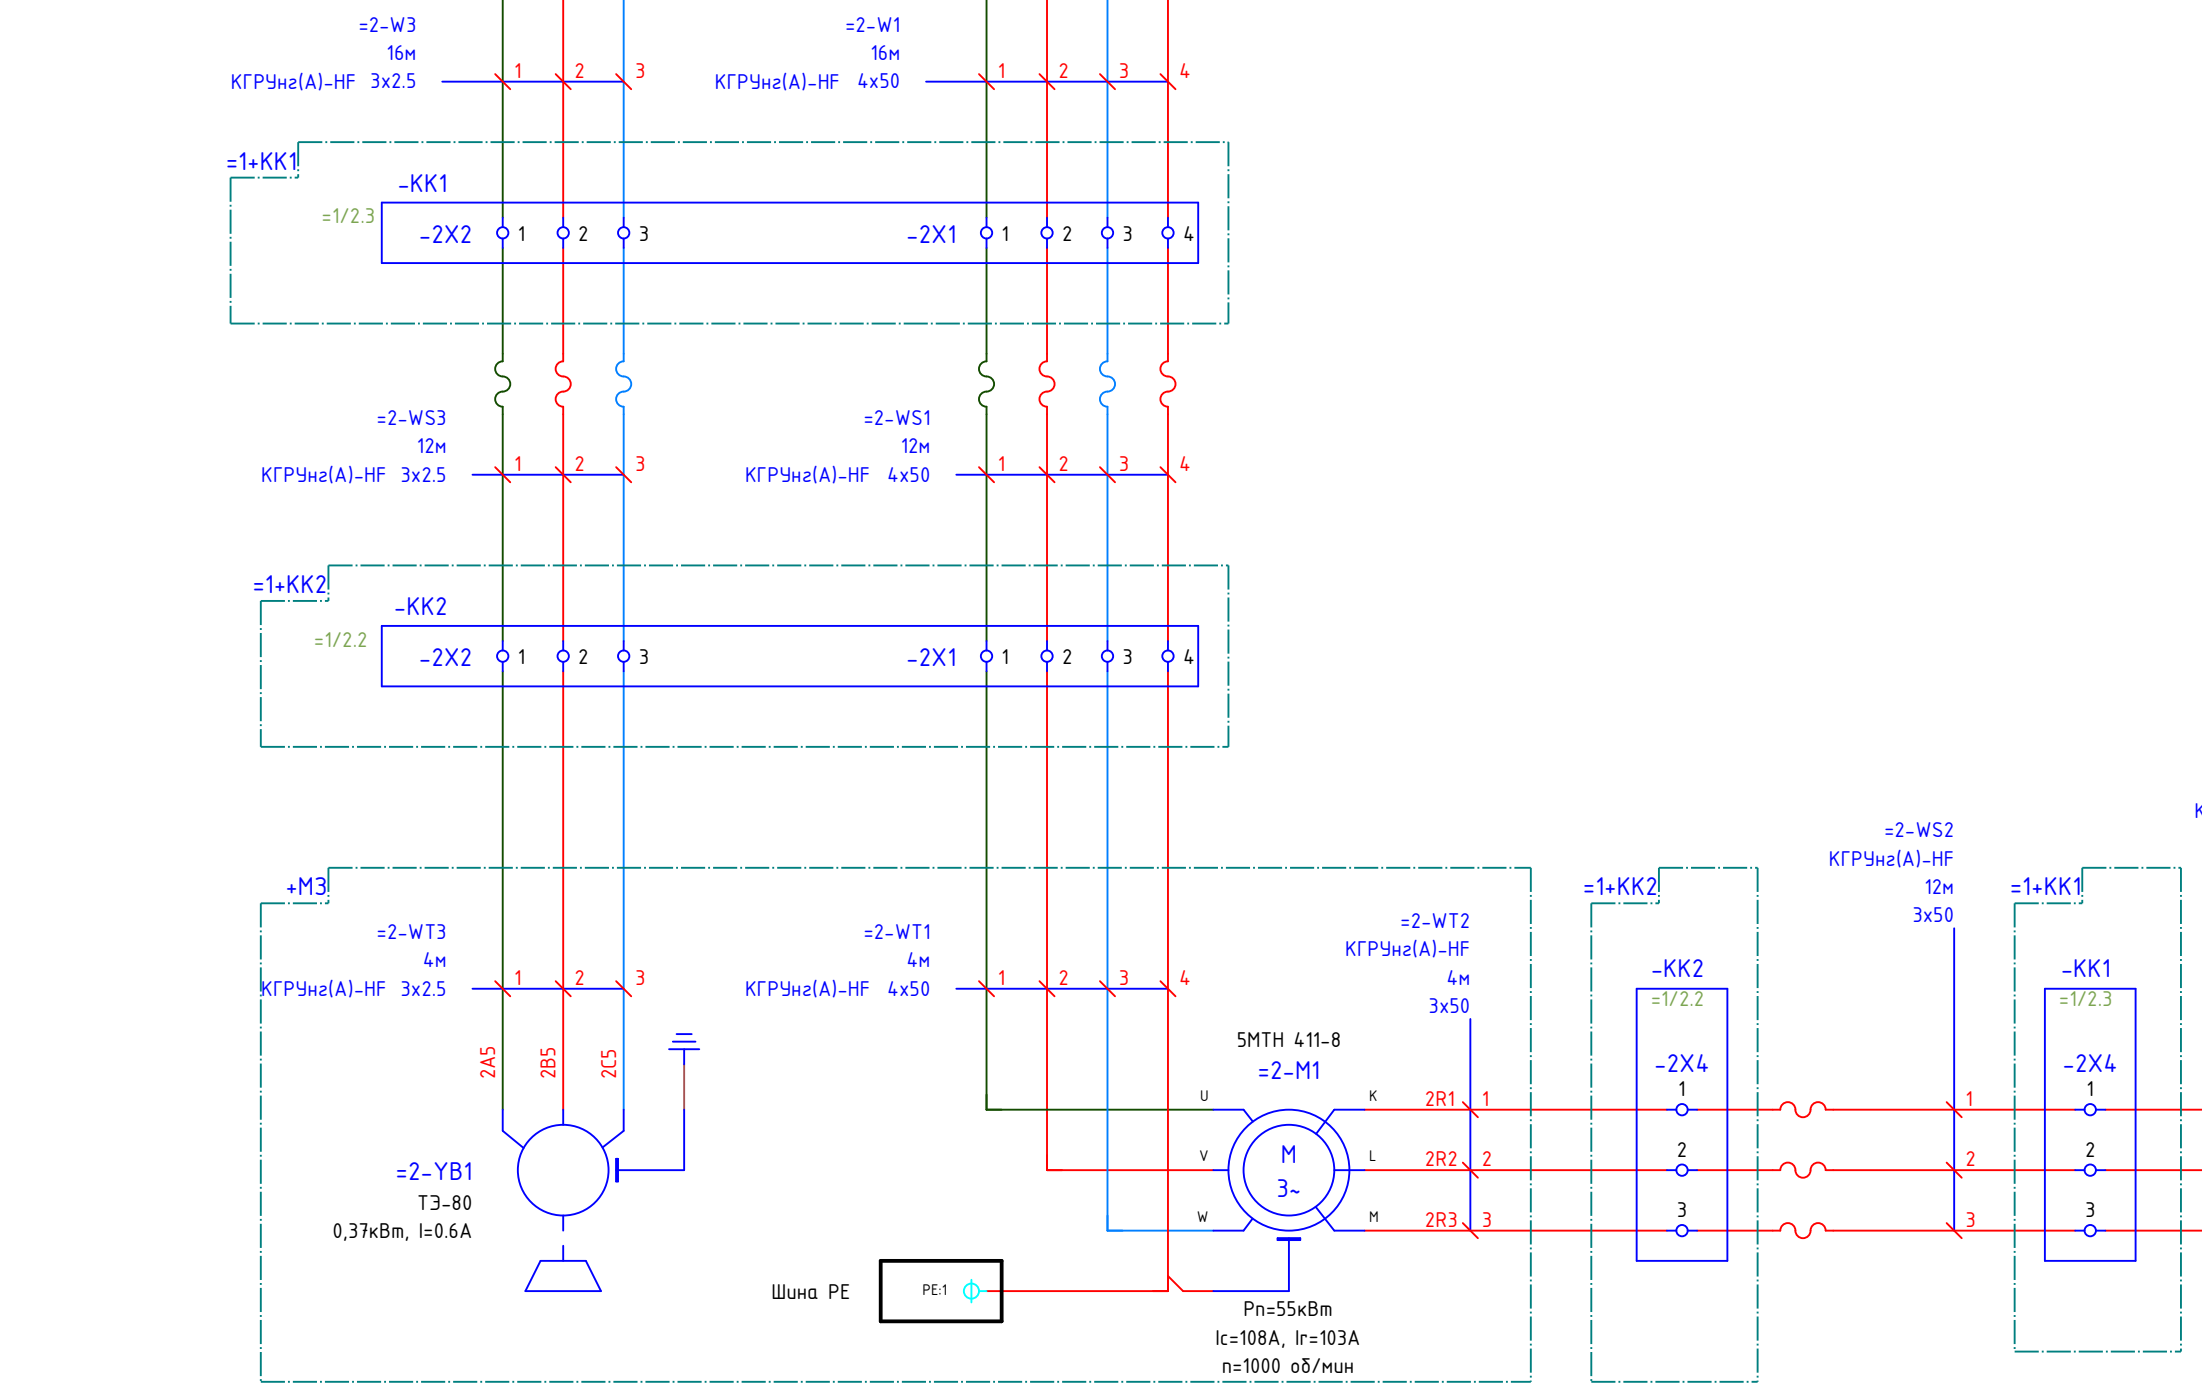 =2-W3
16м
КГРУнг(А)-HF 3x2.5
1 2 3
=2-W1
16м
КГРУнг(А)-HF 4x50
1 2 3 4
=1+KK1
-KK1
=1/2.3
-2X2 1 2 3
-2X1 1 2 3 4
=2-WS3
12м
КГРУнг(А)-HF 3x2.5
1 2 3
=2-WS1
12м
КГРУнг(А)-HF 4x50
1 2 3 4
=1+KK2
-KK2
=1/2.2
-2X2 1 2 3
-2X1 1 2 3 4
+M3
=2-WT3
4м
КГРУнг(А)-HF 3x2.5
1 2 3
=2-WT1
4м
КГРУнг(А)-HF 4x50
1 2 3 4
2A5
2B5
2C5
=2-YB1
ТЭ-80
0,37кВт, I=0.6А
Шина PE
PE:1
5МТН 411-8
=2-M1
U
V
W
M
3~
K
L
M
Pn=55кВт
Ic=108А, Ir=103А
n=1000 об/мин
=2-WT2
КГРУнг(А)-HF
4м
3x50
2R1 1
2R2 2
2R3 3
=1+KK2
-KK2
=1/2.2
-2X4
1
2
3
=2-WS2
КГРУнг(А)-HF
12м
3x50
1
2
3
=1+KK1
-KK1
=1/2.3
-2X4
1
2
3